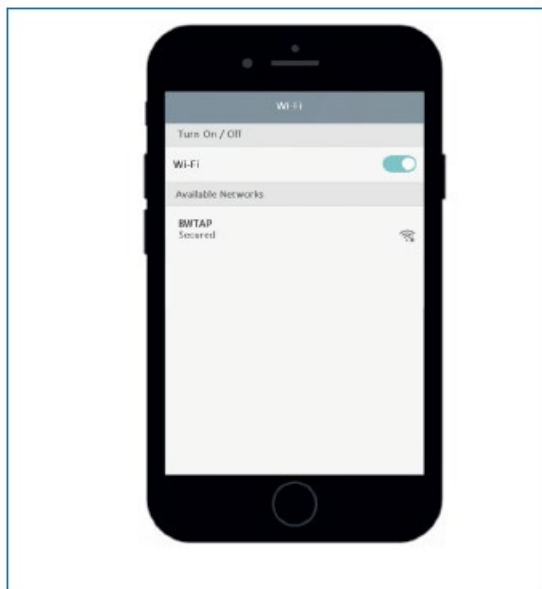 Wi-Fi
Turn On / Off
Wi-Fi
Available Networks
BWTAP
Secured